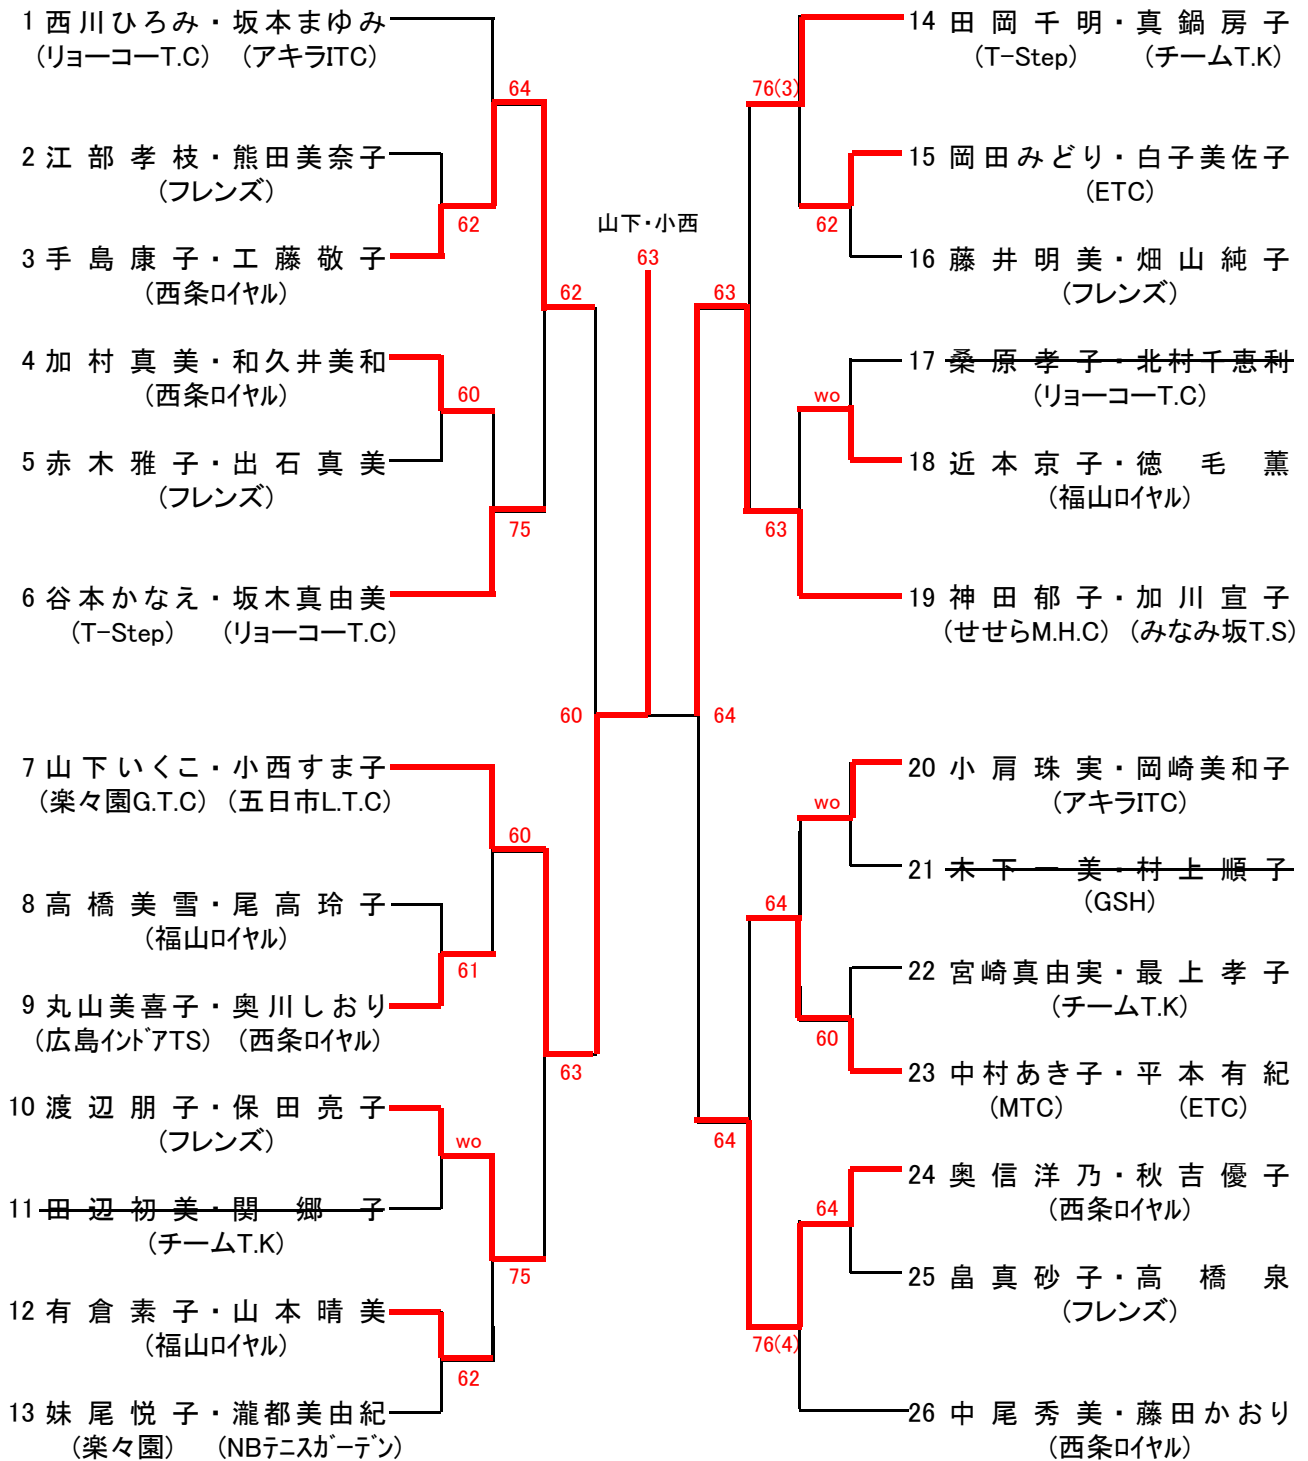 1 西川ひろみ・坂本まゆみ
(リョーコーT.C) (アキラITC)
64
2 江部孝枝・熊田美奈子
(フレンズ)
62
3 手島康子・工藤敬子
(西条ロイヤル)
62
4 加村真美・和久井美和
(西条ロイヤル)
60
5 赤木雅子・出石真美
(フレンズ)
75
6 谷本かなえ・坂木真由美
(T-Step) (リョーコーT.C)
60
7 山下いくこ・小西すま子
(楽々園G.T.C) (五日市L.T.C)
60
8 高橋美雪・尾高玲子
(福山ロイヤル)
61
9 丸山美喜子・奥川しおり
(広島インドアTS) (西条ロイヤル)
63
10 渡辺朋子・保田亮子
(フレンズ)
wo
11 田辺初美・関郷子
(チームT.K)
75
12 有倉素子・山本晴美
(福山ロイヤル)
62
13 妹尾悦子・瀧都美由紀
(楽々園) (NBテニスガーデン)
山下・小西
63
14 田岡千明・真鍋房子
(T-Step) (チームT.K)
76(3)
15 岡田みどり・白子美佐子
(ETC)
62
16 藤井明美・畑山純子
(フレンズ)
63
17 桑原孝子・北村千恵利
(リョーコーT.C)
wo
18 近本京子・徳毛薫
(福山ロイヤル)
63
19 神田郁子・加川宣子
(せせらM.H.C) (みなみ坂T.S)
64
20 小肩珠実・岡崎美和子
(アキラITC)
wo
21 木下一美・村上順子
(GSH)
64
22 宮崎真由実・最上孝子
(チームT.K)
60
23 中村あき子・平本有紀
(MTC) (ETC)
64
24 奥信洋乃・秋吉優子
(西条ロイヤル)
64
25 畠真砂子・高橋泉
(フレンズ)
76(4)
26 中尾秀美・藤田かおり
(西条ロイヤル)